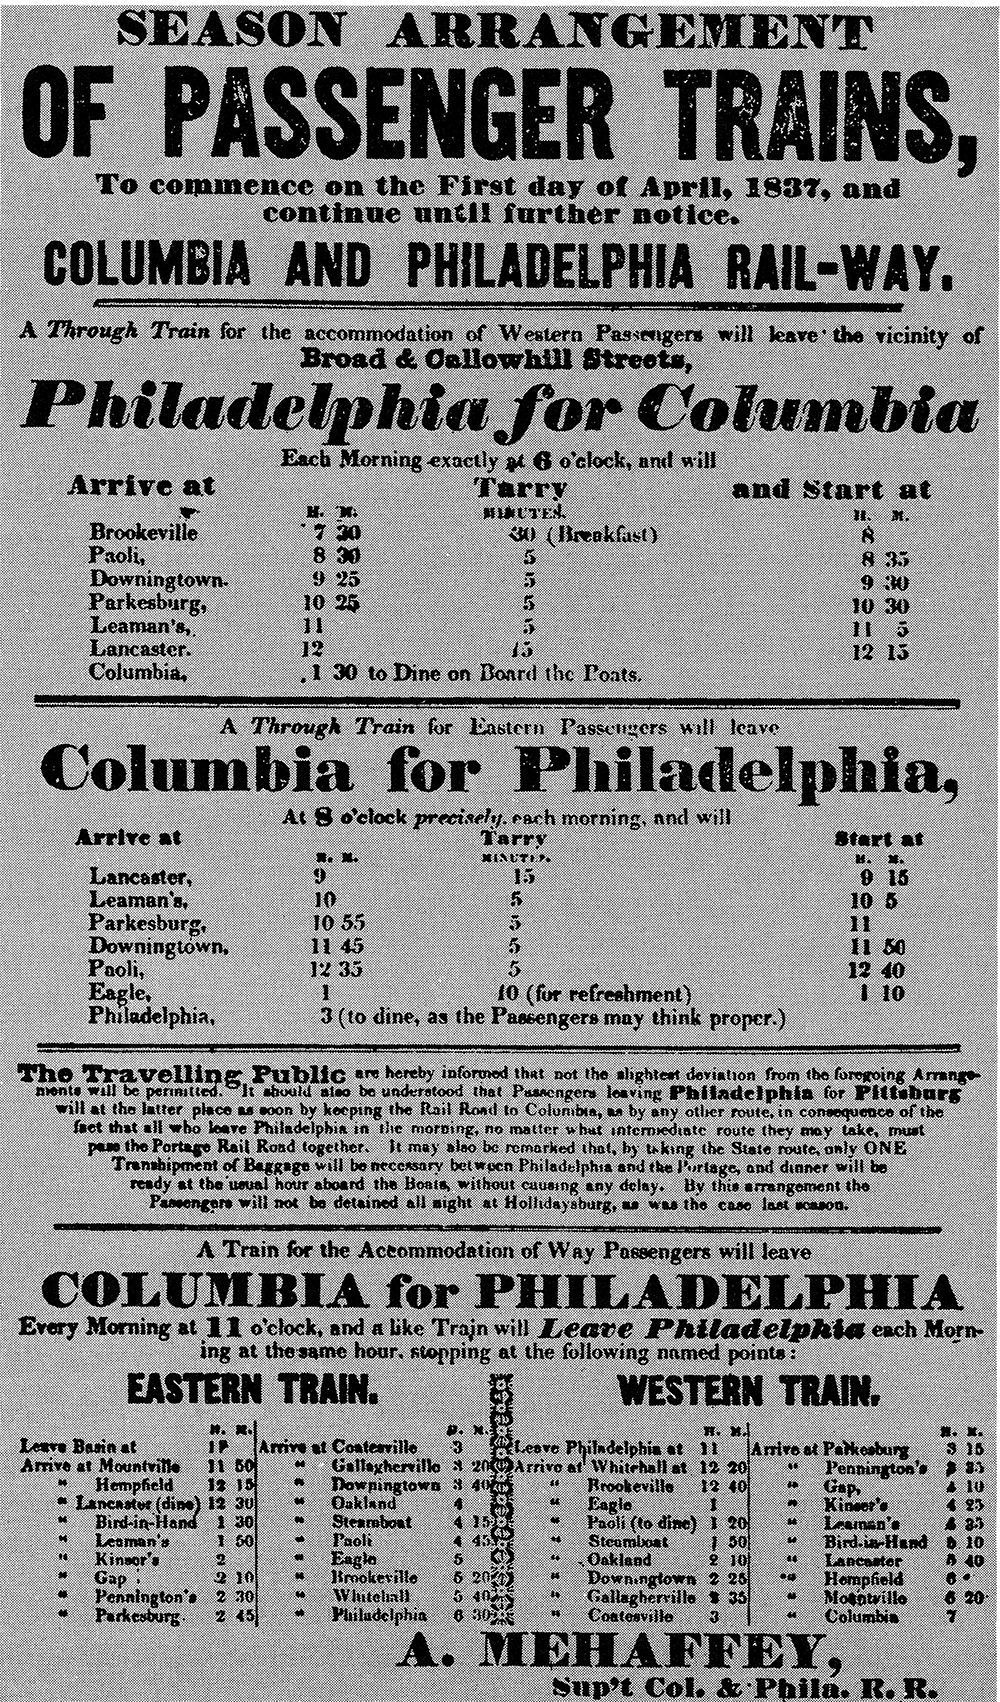 SEASON ARRANGEMENT
OF PASSENGER TRAINS,
To commence on the First day of April, 1837, and
continue until further notice.
COLUMBIA AND PHILADELPHIA RAIL-WAY.
A Through Train for the accommodation of Western Passengers will leave the vicinity of
Broad & Callowhill Streets,
Philadelphia for Columbia
Each Morning exactly at 6 o'clock, and will
Arrive at Tarry and Start at
H. M. MINUTES. H. M.
Brookeville 7 30 30 (Breakfast) 8
Paoli, 8 30 5 8 35
Downingtown. 9 25 5 9 30
Parkesburg, 10 25 5 10 30
Leaman's, 11 5 11 5
Lancaster. 12 15 12 15
Columbia, 1 30 to Dine on Board the Boats.
A Through Train for Eastern Passengers will leave
Columbia for Philadelphia,
At 8 o'clock precisely, each morning, and will
Arrive at Tarry Start at
H. M. MINUTES. H. M.
Lancaster, 9 15 9 15
Leaman's, 10 5 10 5
Parkesburg, 10 55 5 11
Downingtown, 11 45 5 11 50
Paoli, 12 35 5 12 40
Eagle, 1 10 (for refreshment) 1 10
Philadelphia, 3 (to dine, as the Passengers may think proper.)
The Travelling Public are hereby informed that not the slightest deviation from the foregoing Arrange-
ments will be permitted. It should also be understood that Passengers leaving Philadelphia for Pittsburg
will at the latter place as soon by keeping the Rail Road to Columbia, as by any other route, in consequence of the
fact that all who leave Philadelphia in the morning, no matter what intermediate route they may take, must
pass the Portage Rail Road together. It may also be remarked that, by taking the State route, only ONE
Transhipment of Baggage will be necessary between Philadelphia and the Portage, and dinner will be
ready at the usual hour aboard the Boats, without causing any delay. By this arrangement the
Passengers will not be detained all night at Hollidaysburg, as was the case last season.
A Train for the Accommodation of Way Passengers will leave
COLUMBIA for PHILADELPHIA
Every Morning at 11 o'clock, and a like Train will Leave Philadelphia each Morn-
ing at the same hour, stopping at the following named points:
EASTERN TRAIN.
H. M.
Leave Basin at
Arrive at Mountville 11 50
" Hempfield 12 15
" Lancaster (dine) 12 30
" Bird-in-Hand 1 30
" Leaman's 1 50
" Kinser's 2
" Gap 2 10
" Pennington's 2 30
" Parkesburg. 2 45
H. M.
Arrive at Coatesville 3
" Gallagherville 3 20
" Downingtown 3 40
" Oakland 4
" Steamboat 4 15
" Paoli 4 45
" Eagle 5
" Brookeville 5 20
" Whitehall 5 40
" Philadelphia 6 30
WESTERN TRAIN.
H. M.
Leave Philadelphia at 11
Arrive at Whitehall at 12 20
" Brookeville 12 40
" Eagle 1
" Paoli (to dine) 1 20
" Steamboat 1 50
" Oakland 2 10
" Downingtown 2 25
" Gallagherville 2 35
" Coatesville 3
H. M.
Arrive at Parkesburg 3 15
" Pennington's 3 35
" Gap, 4 10
" Kinser's 4 25
" Leaman's 4 35
" Bird-in-Hand 5 10
" Lancaster 5 40
" Hempfield 6
" Mountville 6 20
" Columbia 7
A. MEHAFFEY,
Sup't Col. & Phila. R. R.